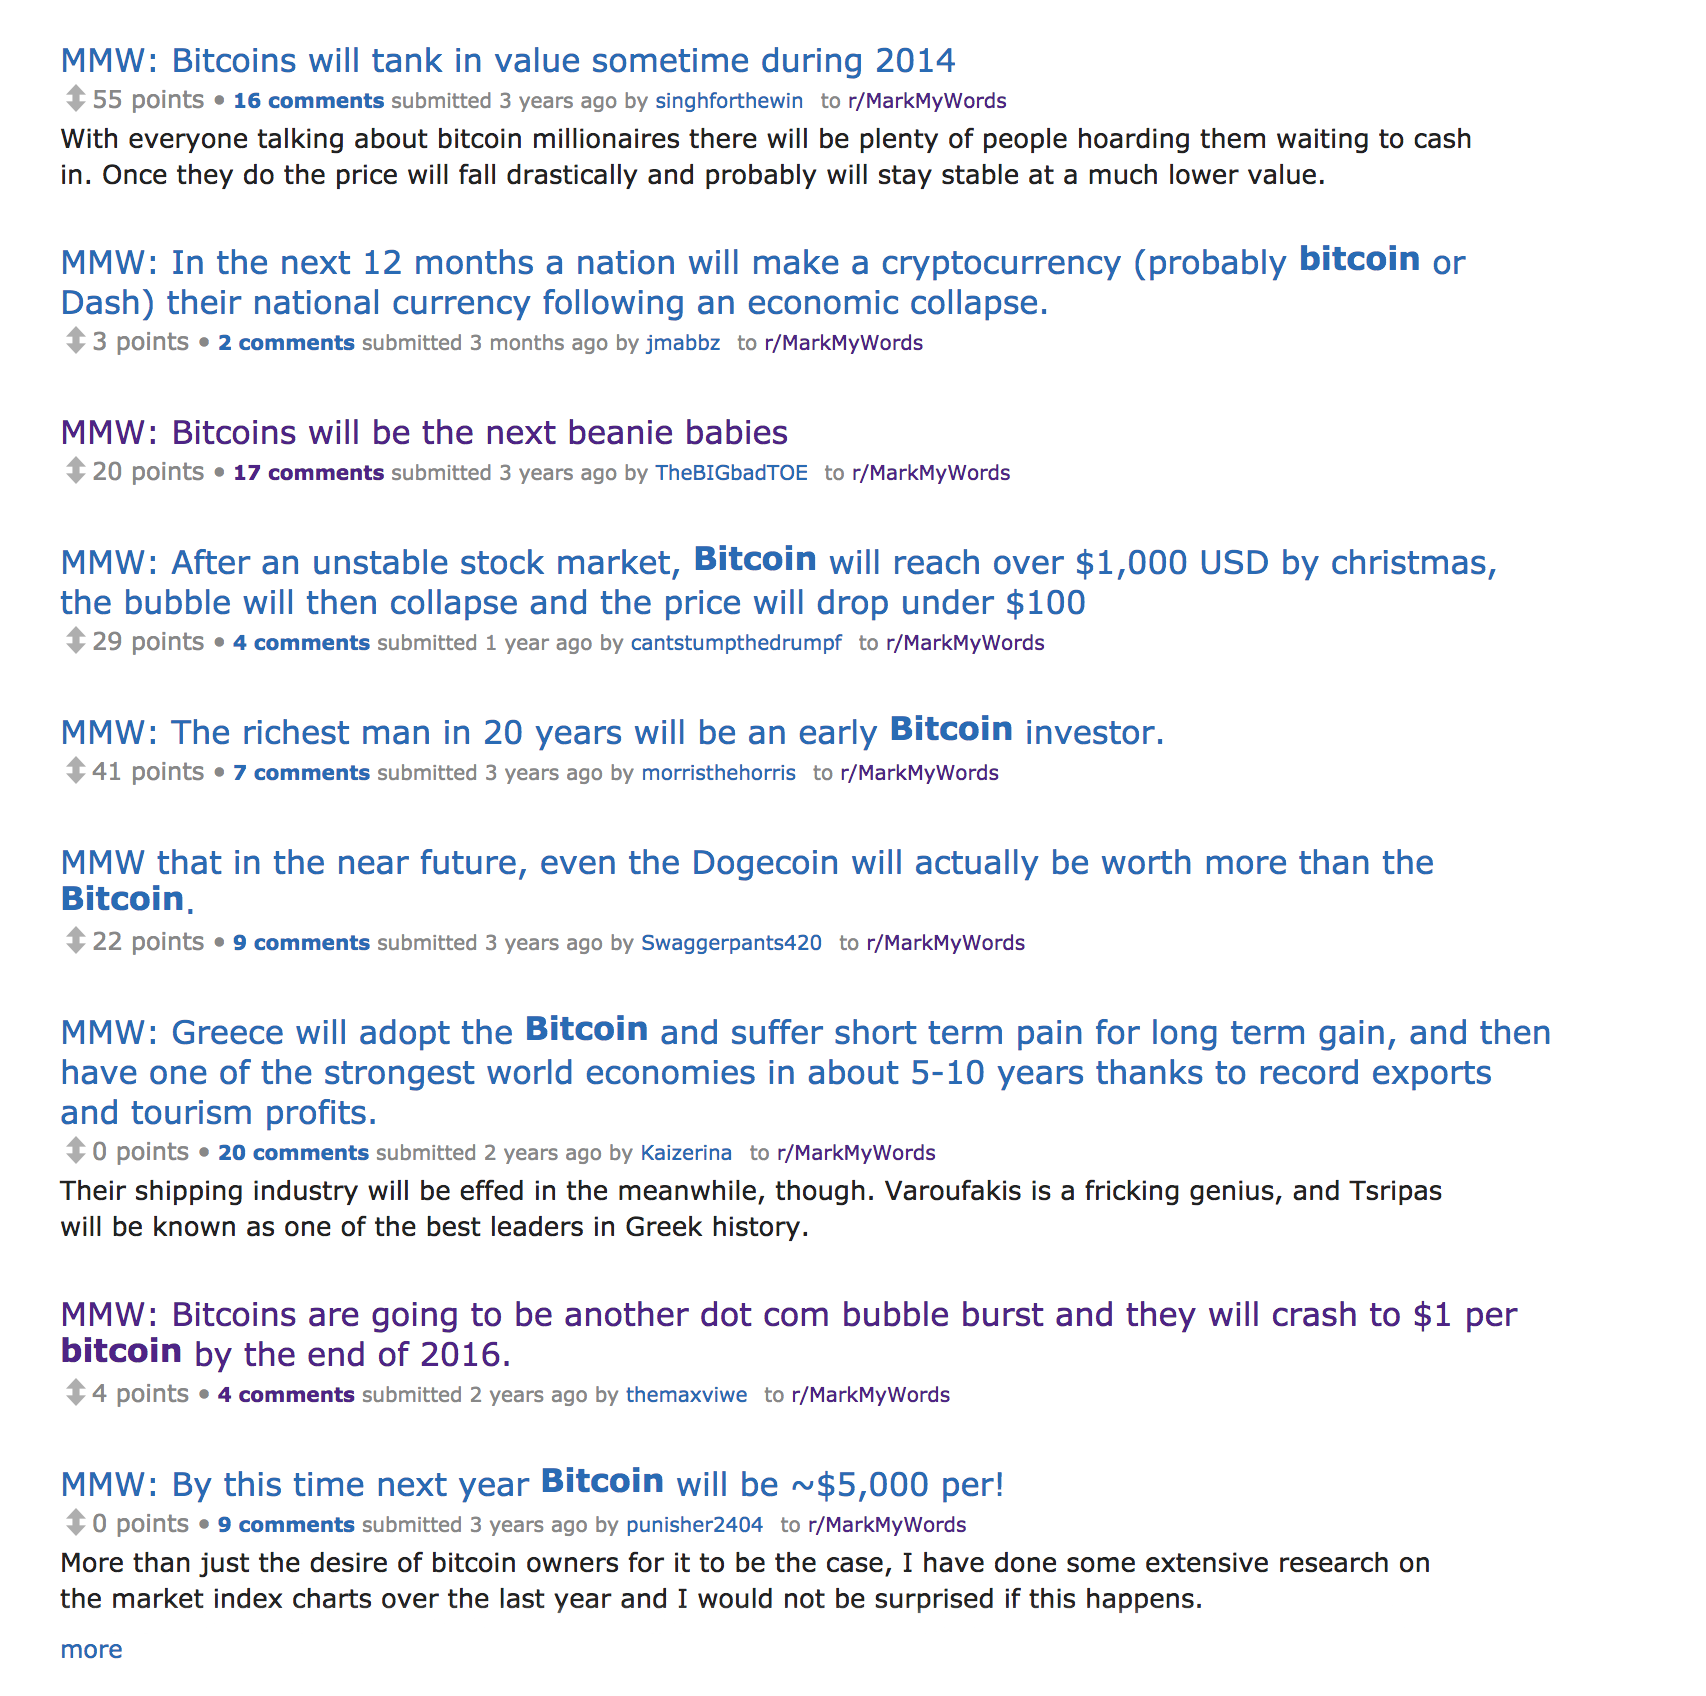 MMW: Bitcoins will tank in value sometime during 2014
55 points • 16 comments submitted 3 years ago by singhforthewin to r/MarkMyWords
With everyone talking about bitcoin millionaires there will be plenty of people hoarding them waiting to cash
in. Once they do the price will fall drastically and probably will stay stable at a much lower value.
MMW: In the next 12 months a nation will make a cryptocurrency (probably bitcoin or
Dash) their national currency following an economic collapse.
3 points • 2 comments submitted 3 months ago by jmabbz to r/MarkMyWords
MMW: Bitcoins will be the next beanie babies
20 points • 17 comments submitted 3 years ago by TheBIGbadTOE to r/MarkMyWords
MMW: After an unstable stock market, Bitcoin will reach over $1,000 USD by christmas,
the bubble will then collapse and the price will drop under $100
29 points • 4 comments submitted 1 year ago by cantstumpthedrumpf to r/MarkMyWords
MMW: The richest man in 20 years will be an early Bitcoin investor.
41 points • 7 comments submitted 3 years ago by morristhehorris to r/MarkMyWords
MMW that in the near future, even the Dogecoin will actually be worth more than the
Bitcoin.
22 points • 9 comments submitted 3 years ago by Swaggerpants420 to r/MarkMyWords
MMW: Greece will adopt the Bitcoin and suffer short term pain for long term gain, and then
have one of the strongest world economies in about 5-10 years thanks to record exports
and tourism profits.
0 points • 20 comments submitted 2 years ago by Kaizerina to r/MarkMyWords
Their shipping industry will be effed in the meanwhile, though. Varoufakis is a fricking genius, and Tsripas
will be known as one of the best leaders in Greek history.
MMW: Bitcoins are going to be another dot com bubble burst and they will crash to $1 per
bitcoin by the end of 2016.
4 points • 4 comments submitted 2 years ago by themaxviwe to r/MarkMyWords
MMW: By this time next year Bitcoin will be ~$5,000 per!
0 points • 9 comments submitted 3 years ago by punisher2404 to r/MarkMyWords
More than just the desire of bitcoin owners for it to be the case, I have done some extensive research on
the market index charts over the last year and I would not be surprised if this happens.
more